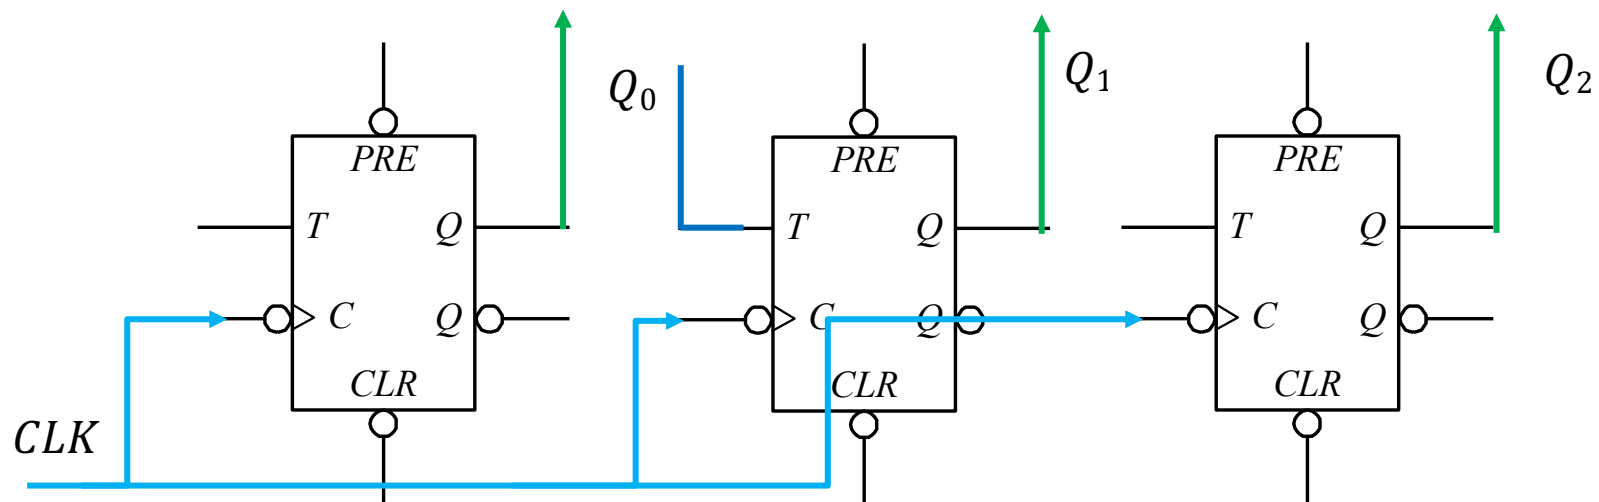 Q₀ Q₁ Q₂
PRE PRE PRE
T Q T Q T Q
C Q C Q C Q
CLR CLR CLR
CLK